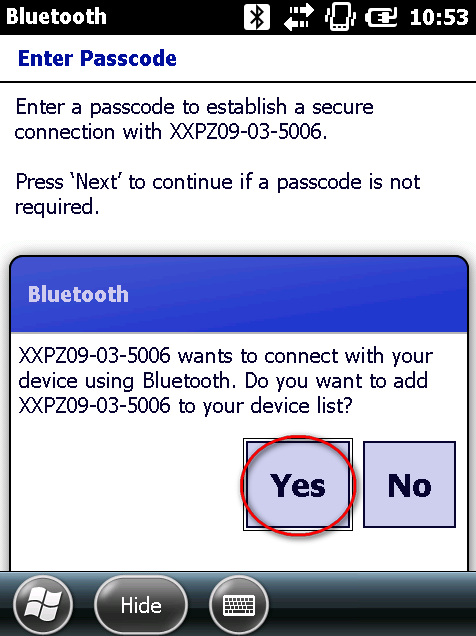 Bluetooth 10:53
Enter Passcode
Enter a passcode to establish a secure
connection with XXPZ09-03-5006.
Press ‘Next’ to continue if a passcode is not
required.
Bluetooth
XXPZ09-03-5006 wants to connect with your
device using Bluetooth. Do you want to add
XXPZ09-03-5006 to your device list?
Yes No
Hide